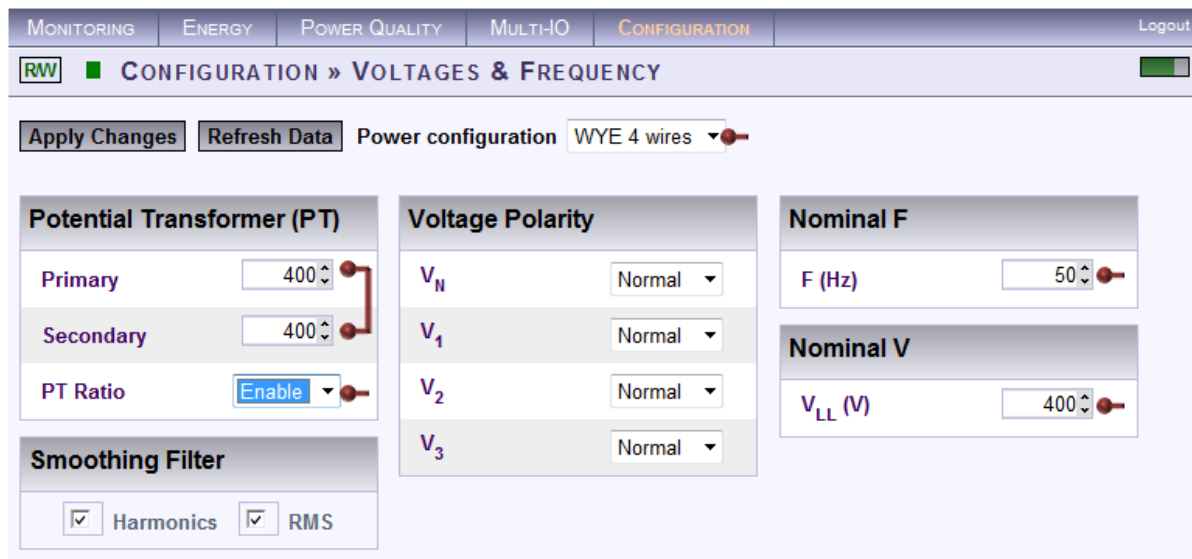 MONITORING ENERGY POWER QUALITY MULTI-IO CONFIGURATION Logout
R/W CONFIGURATION » VOLTAGES & FREQUENCY
Apply Changes Refresh Data Power configuration WYE 4 wires
Potential Transformer (PT)
Primary 400
Secondary 400
PT Ratio Enable
Smoothing Filter
Harmonics RMS
Voltage Polarity
VN Normal
V1 Normal
V2 Normal
V3 Normal
Nominal F
F (Hz) 50
Nominal V
VLL (V) 400